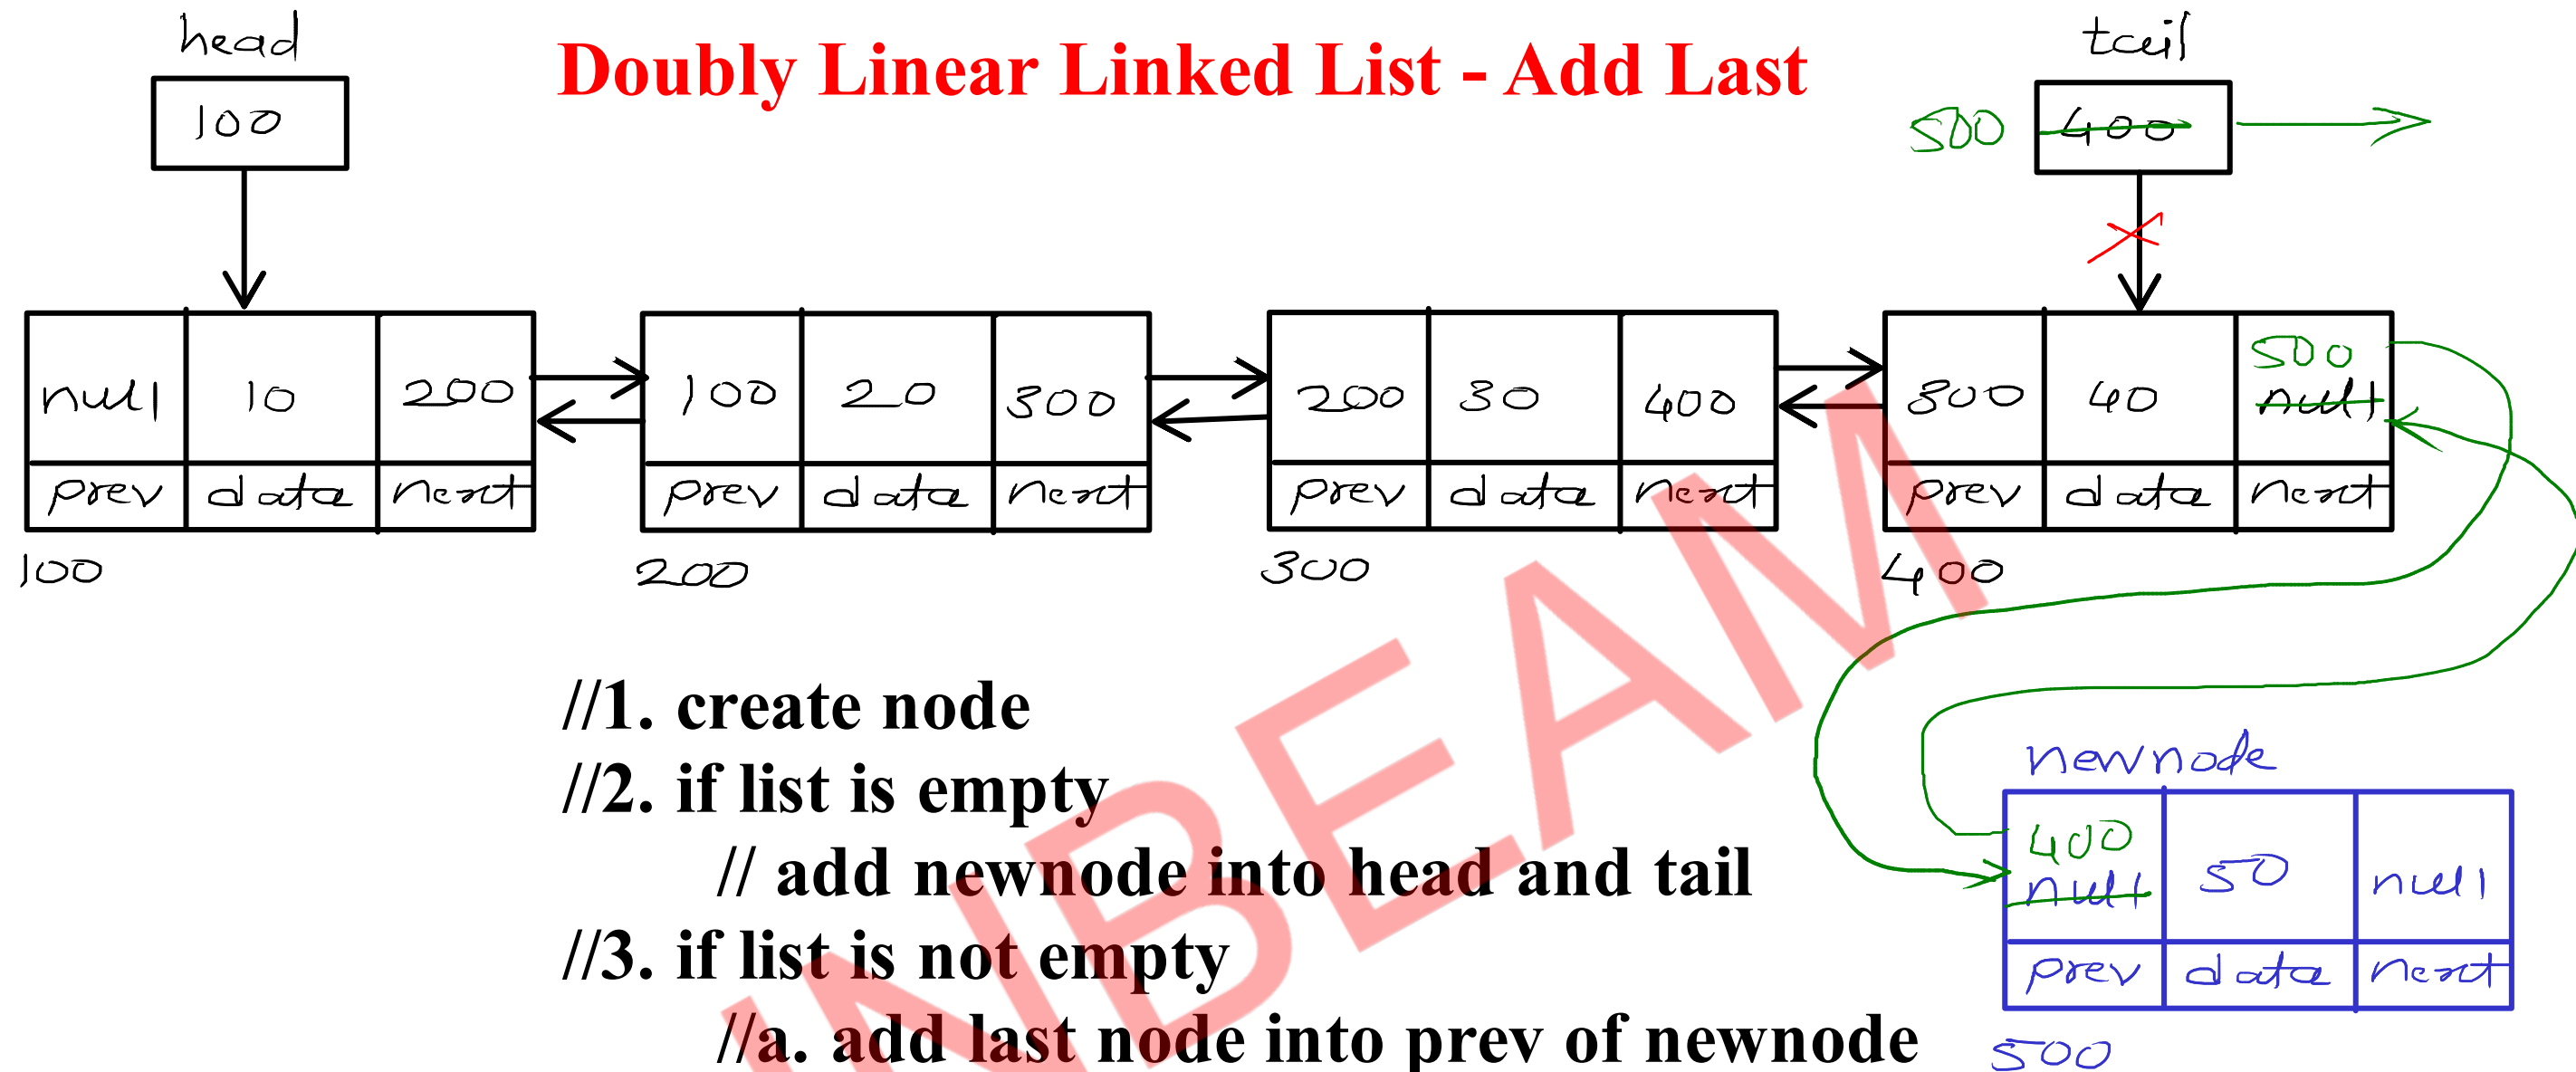 head
Doubly Linear Linked List - Add Last
tail
100
500 400
null 10 200 100 20 300 200 30 400 300 40 500 null
prev data next prev data next prev data next prev data next
100 200 300 400
//1. create node
//2. if list is empty
// add newnode into head and tail
//3. if list is not empty
//a. add last node into prev of newnode
newnode
400 null 50 null
prev data next
500
NBEAM